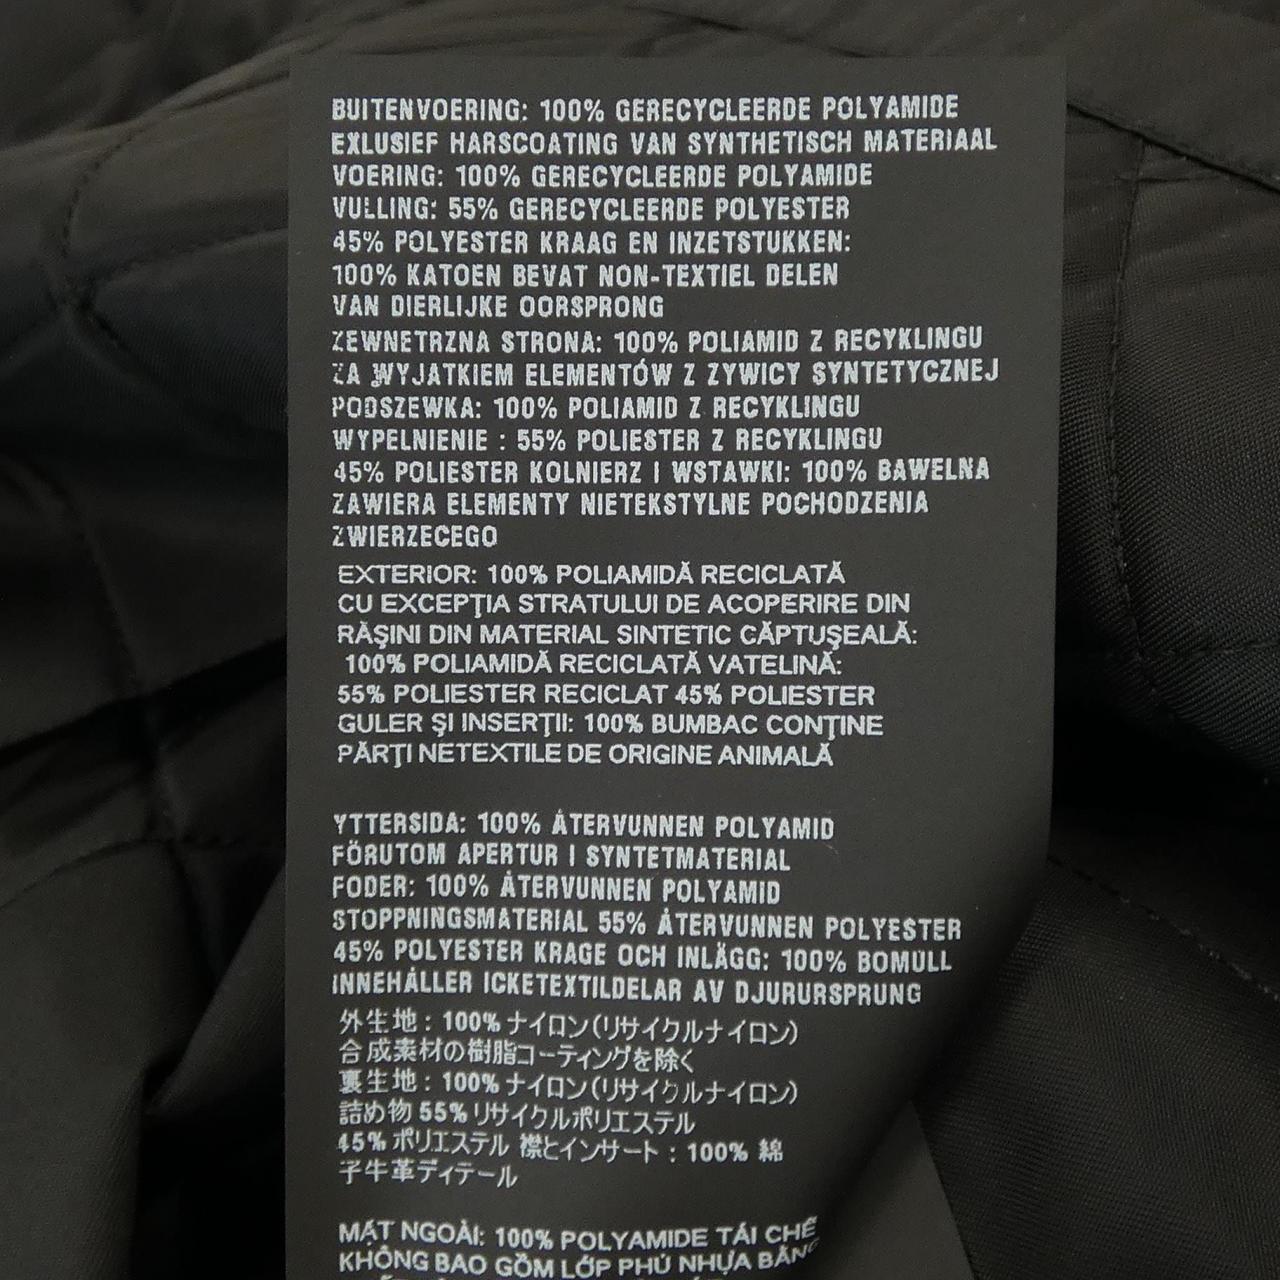 BUITENVOERING: 100% GERECYCLEERDE POLYAMIDE
EXLUSIEF HARSCOATING VAN SYNTHETISCH MATERIAAL
VOERING: 100% GERECYCLEERDE POLYAMIDE
VULLING: 55% GERECYCLEERDE POLYESTER
45% POLYESTER KRAAG EN INZETSTUKKEN:
100% KATOEN BEVAT NON-TEXTIEL DELEN
VAN DIERLIJKE OORSPRONG
ZEWNETRZNA STRONA: 100% POLIAMID Z RECYKLINGU
ZA WYJATKIEM ELEMENTÓW Z ZYWICY SYNTETYCZNEJ
PODSZEWKA: 100% POLIAMID Z RECYKLINGU
WYPELNIENIE : 55% POLIESTER Z RECYKLINGU
45% POLIESTER KOLNIERZ I WSTAWKI: 100% BAWELNA
ZAWIERA ELEMENTY NIETEKSTYLNE POCHODZENIA
ZWIERZECEGO
EXTERIOR: 100% POLIAMIDĂ RECICLATĂ
CU EXCEPŢIA STRATULUI DE ACOPERIRE DIN
RĂŞINI DIN MATERIAL SINTETIC CĂPTUŞEALĂ:
100% POLIAMIDĂ RECICLATĂ VATELINĂ:
55% POLIESTER RECICLAT 45% POLIESTER
GULER ŞI INSERŢII: 100% BUMBAC CONŢINE
PĂRŢI NETEXTILE DE ORIGINE ANIMALĂ
YTTERSIDA: 100% ÅTERVUNNEN POLYAMID
FÖRUTOM APERTUR I SYNTETMATERIAL
FODER: 100% ÅTERVUNNEN POLYAMID
STOPPNINGSMATERIAL 55% ÅTERVUNNEN POLYESTER
45% POLYESTER KRAGE OCH INLÄGG: 100% BOMULL
INNEHÅLLER ICKETEXTILDELAR AV DJURURSPRUNG
外生地 : 100% ナイロン(リサイクルナイロン)
合成素材の樹脂コーティングを除く
裏生地 : 100% ナイロン(リサイクルナイロン)
詰め物 55% リサイクルポリエステル
45% ポリエステル 襟とインサート : 100% 綿
子牛革ディテール
MẶT NGOÀI: 100% POLYAMIDE TÁI CHẾ
KHÔNG BAO GỒM LỚP PHỦ NHỰA BẰNG